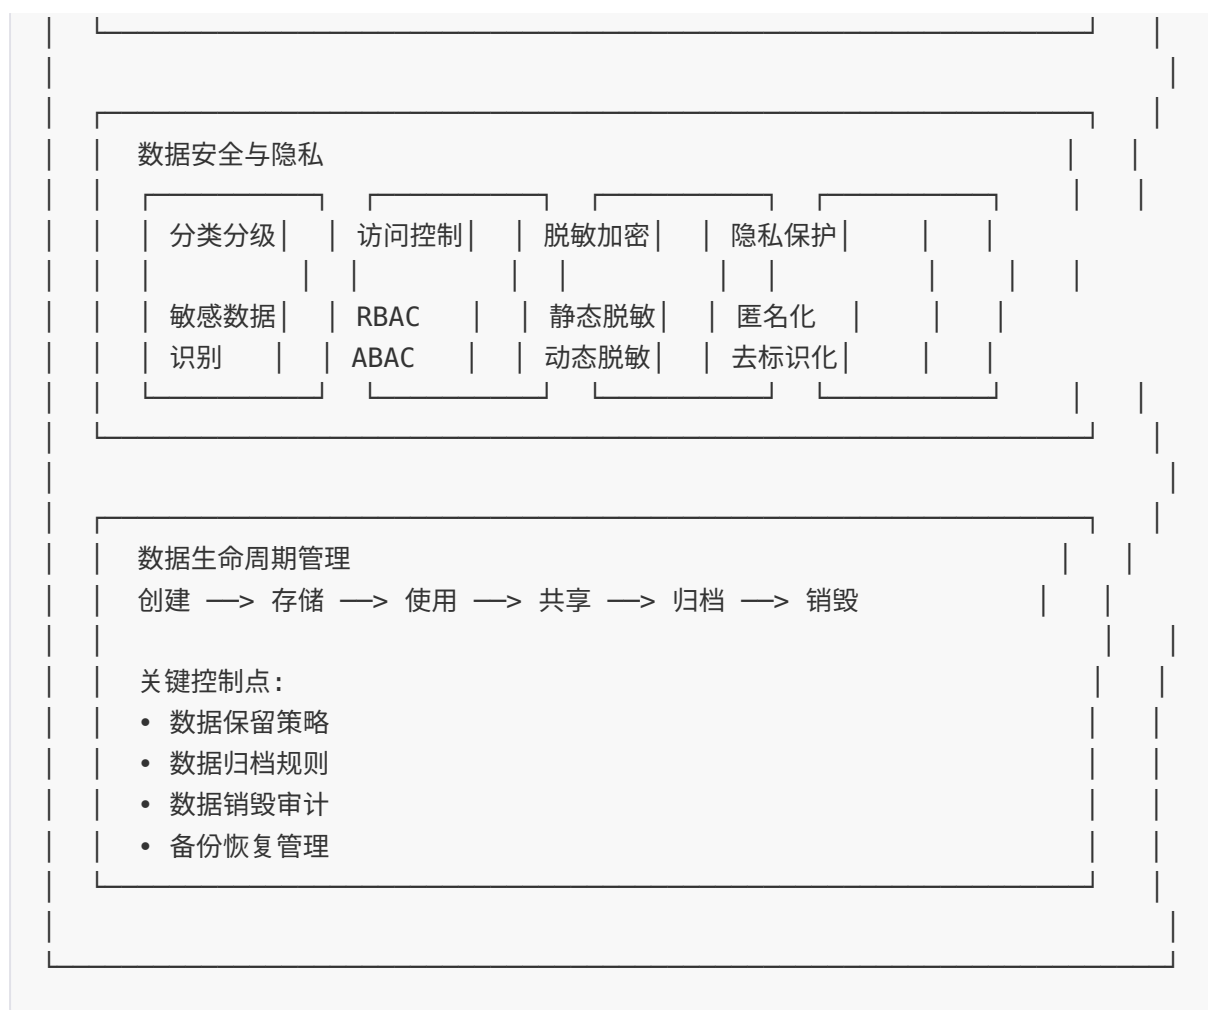 数据安全与隐私
分类分级 访问控制 脱敏加密 隐私保护
敏感数据 RBAC 静态脱敏 匿名化
识别 ABAC 动态脱敏 去标识化
数据生命周期管理
创建 ──> 存储 ──> 使用 ──> 共享 ──> 归档 ──> 销毁
关键控制点:
• 数据保留策略
• 数据归档规则
• 数据销毁审计
• 备份恢复管理